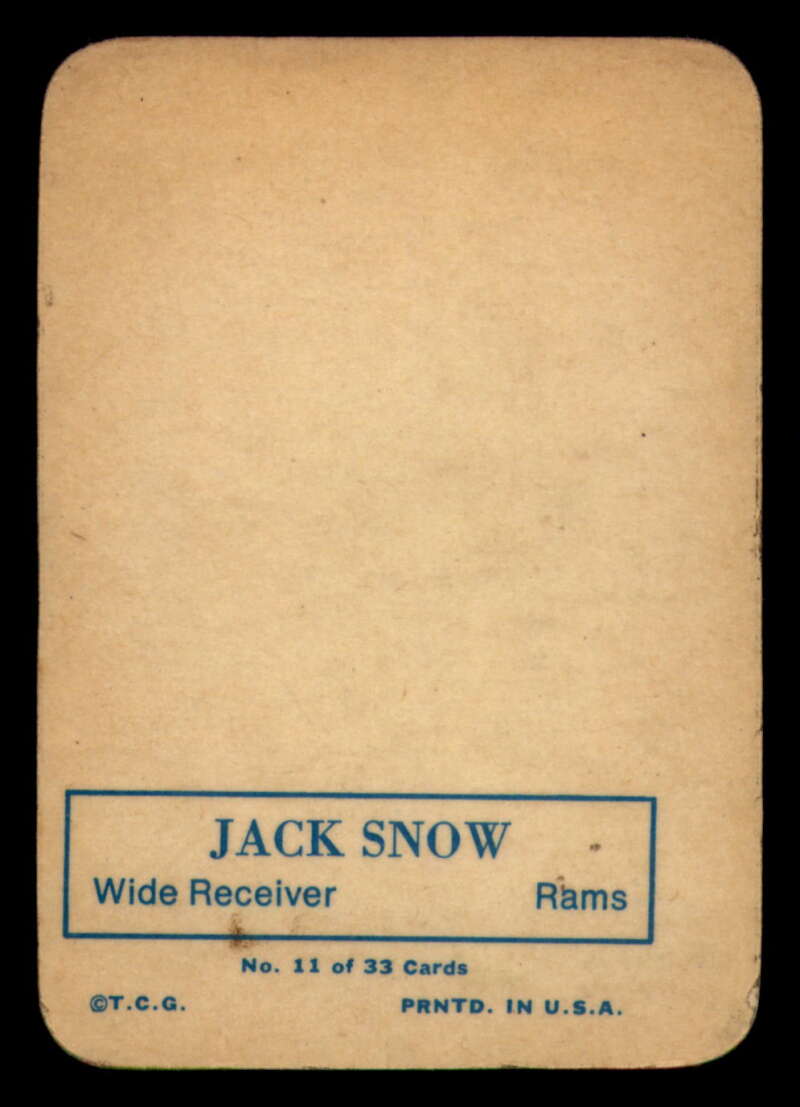 JACK SNOW
Wide Receiver Rams
No. 11 of 33 Cards
©T.C.G. PRNTD. IN U.S.A.